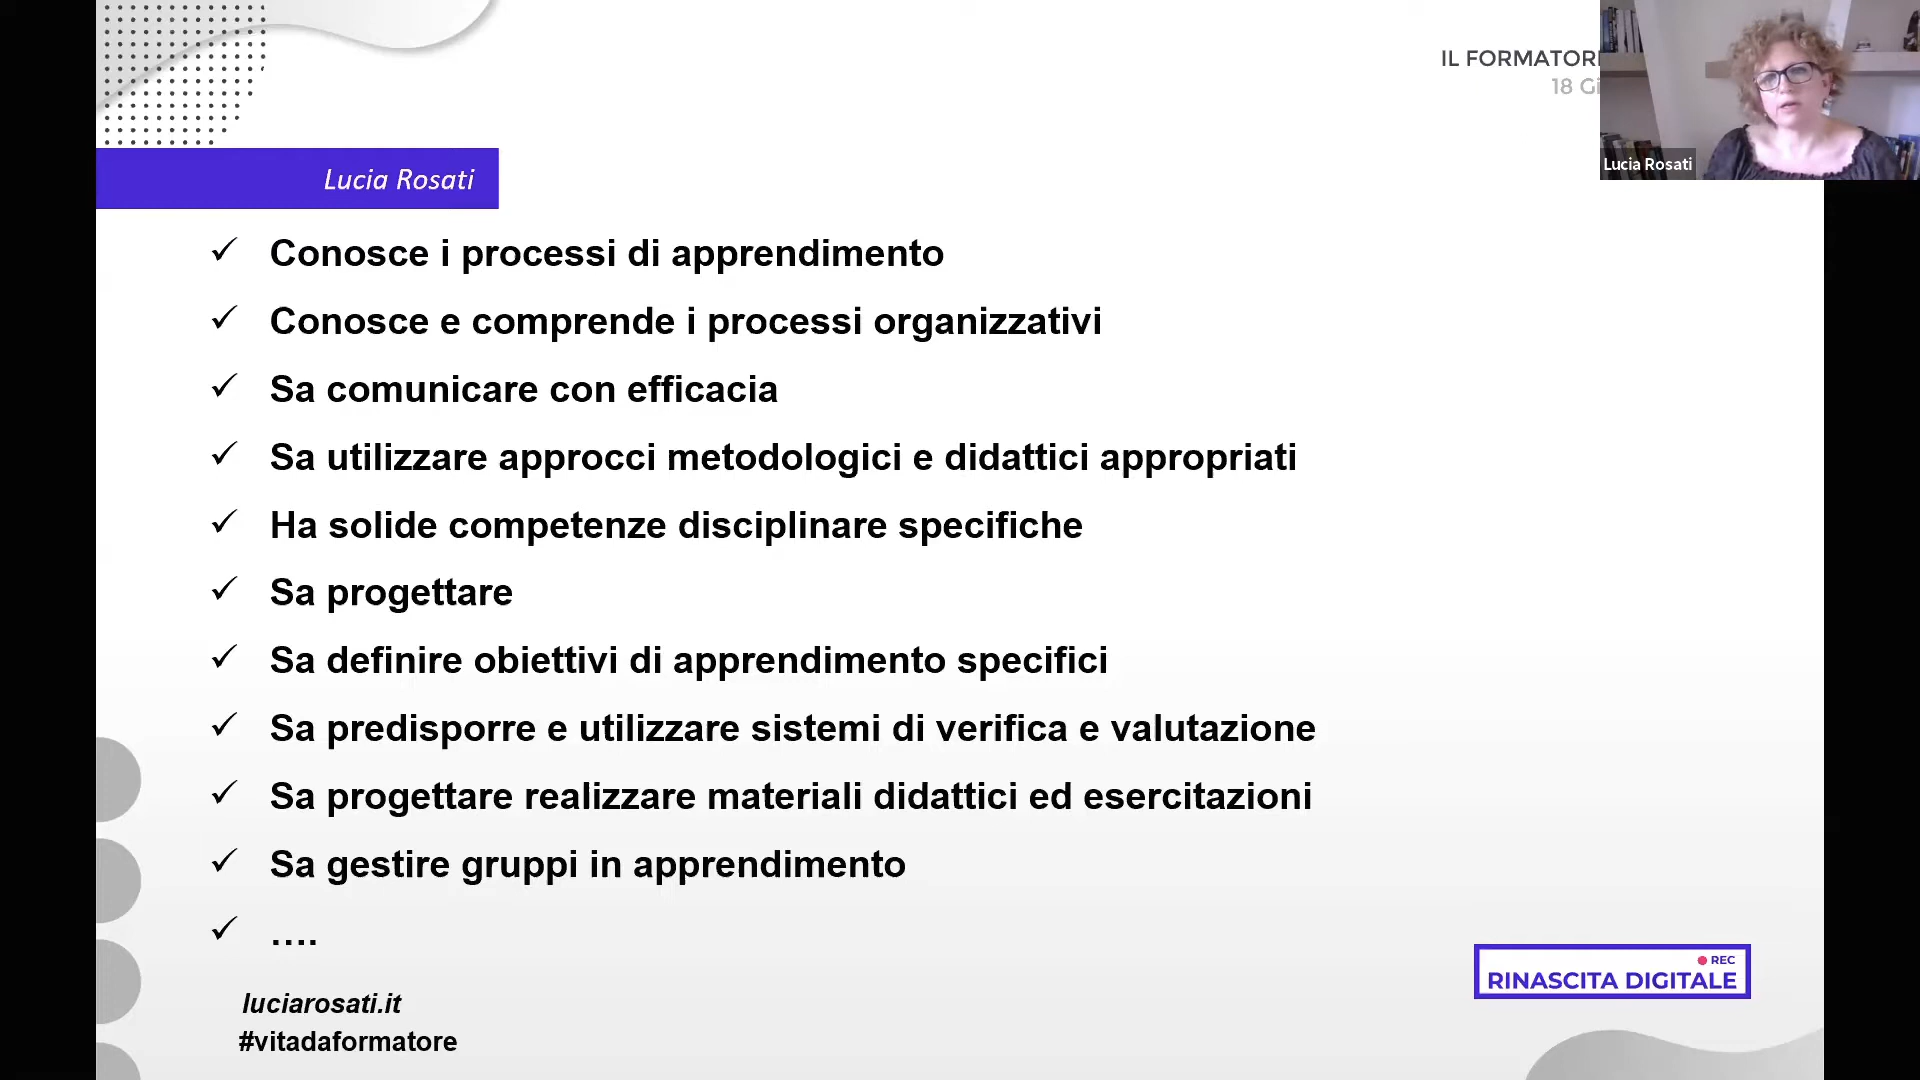 IL FORMATOR
18 Gi
Lucia Rosati
Lucia Rosati
Conosce i processi di apprendimento
Conosce e comprende i processi organizzativi
Sa comunicare con efficacia
Sa utilizzare approcci metodologici e didattici appropriati
Ha solide competenze disciplinare specifiche
Sa progettare
Sa definire obiettivi di apprendimento specifici
Sa predisporre e utilizzare sistemi di verifica e valutazione
Sa progettare realizzare materiali didattici ed esercitazioni
Sa gestire gruppi in apprendimento
....
REC
RINASCITA DIGITALE
luciarosati.it
#vitadaformatore